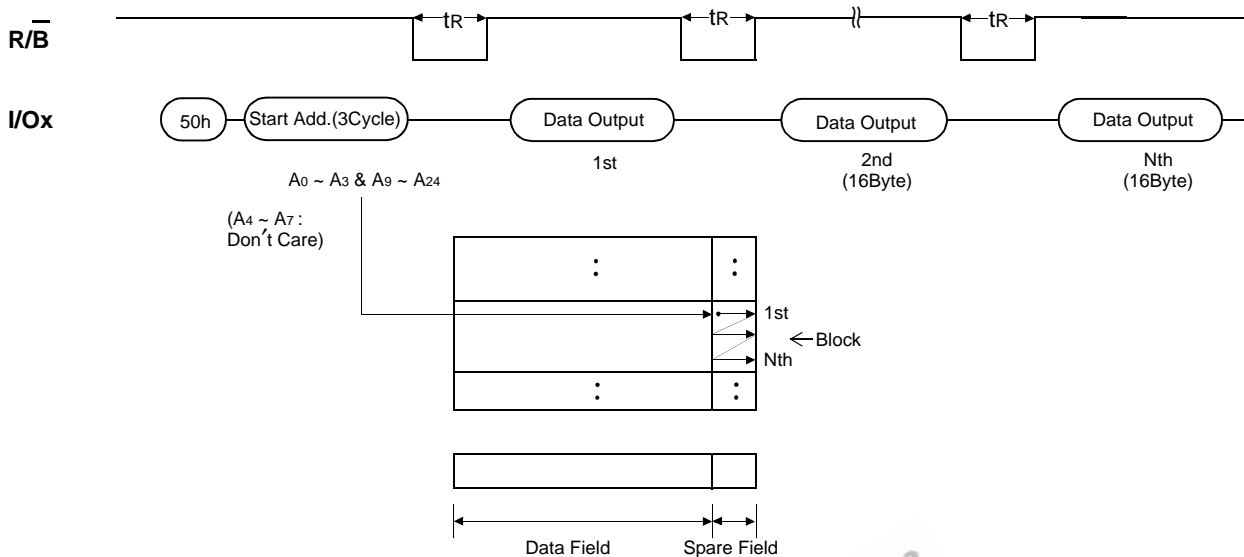 R/B
tR
tR
tR
I/Ox
50h
Start Add.(3Cycle)
Data Output
Data Output
Data Output
1st
2nd
(16Byte)
Nth
(16Byte)
A0 ~ A3 & A9 ~ A24
(A4 ~ A7 :
Don't Care)
1st
Block
Nth
Data Field
Spare Field